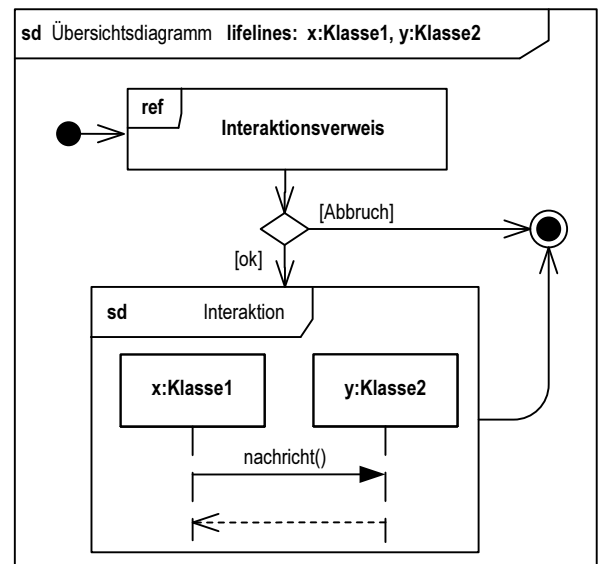 sd Übersichtsdiagramm lifelines: x:Klasse1, y:Klasse2
ref
Interaktionsverweis
[Abbruch]
[ok]
sd Interaktion
x:Klasse1 y:Klasse2
nachricht()